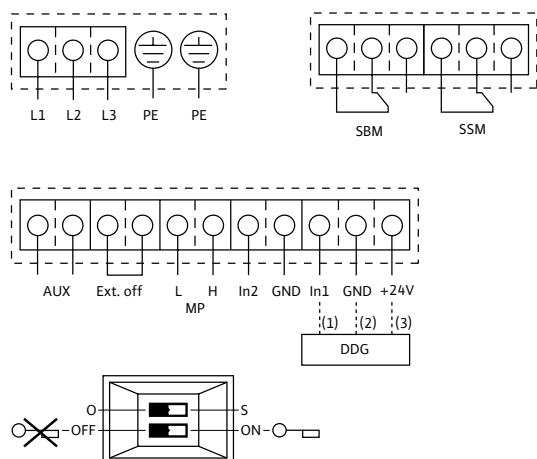 L1 L2 L3 PE PE
SBM SSM
AUX Ext. off L H In2 GND In1 GND +24V
MP
(1) (2) (3)
DDG
O S
OFF ON